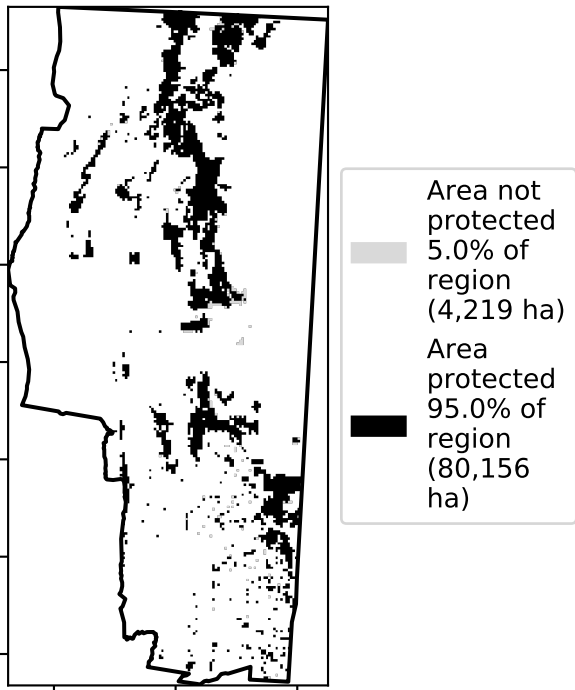 Area not
protected
5.0% of
region
(4,219 ha)
Area
protected
95.0% of
region
(80,156
ha)